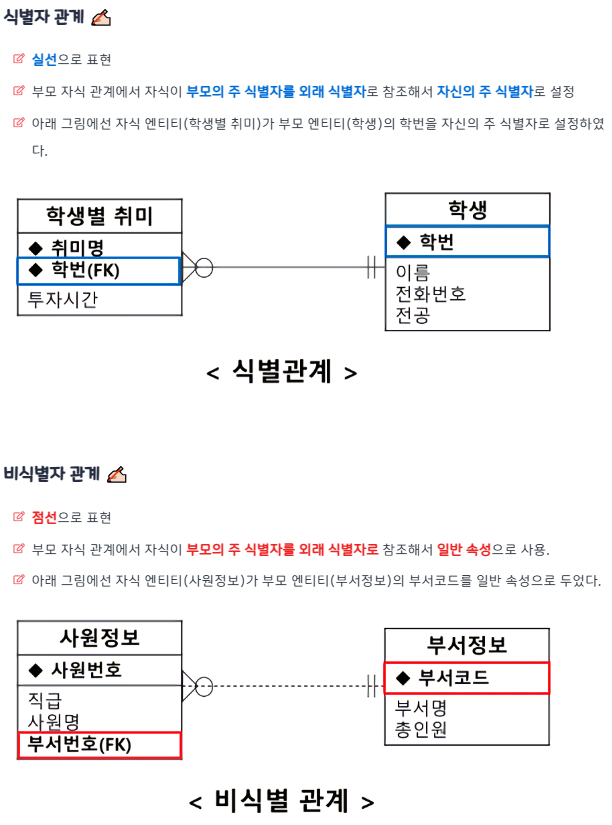 식별자 관계
실선으로 표현
부모 자식 관계에서 자식이 부모의 주 식별자를 외래 식별자로 참조해서 자신의 주 식별자로 설정
아래 그림에선 자식 엔티티(학생별 취미)가 부모 엔티티(학생)의 학번을 자신의 주 식별자로 설정하였
다.
학생별 취미
◆ 취미명
◆ 학번(FK)
투자시간
학생
◆ 학번
이름
전화번호
전공
< 식별관계 >
비식별자 관계
점선으로 표현
부모 자식 관계에서 자식이 부모의 주 식별자를 외래 식별자로 참조해서 일반 속성으로 사용.
아래 그림에선 자식 엔티티(사원정보)가 부모 엔티티(부서정보)의 부서코드를 일반 속성으로 두었다.
사원정보
◆ 사원번호
직급
사원명
부서번호(FK)
부서정보
◆ 부서코드
부서명
총인원
< 비식별 관계 >